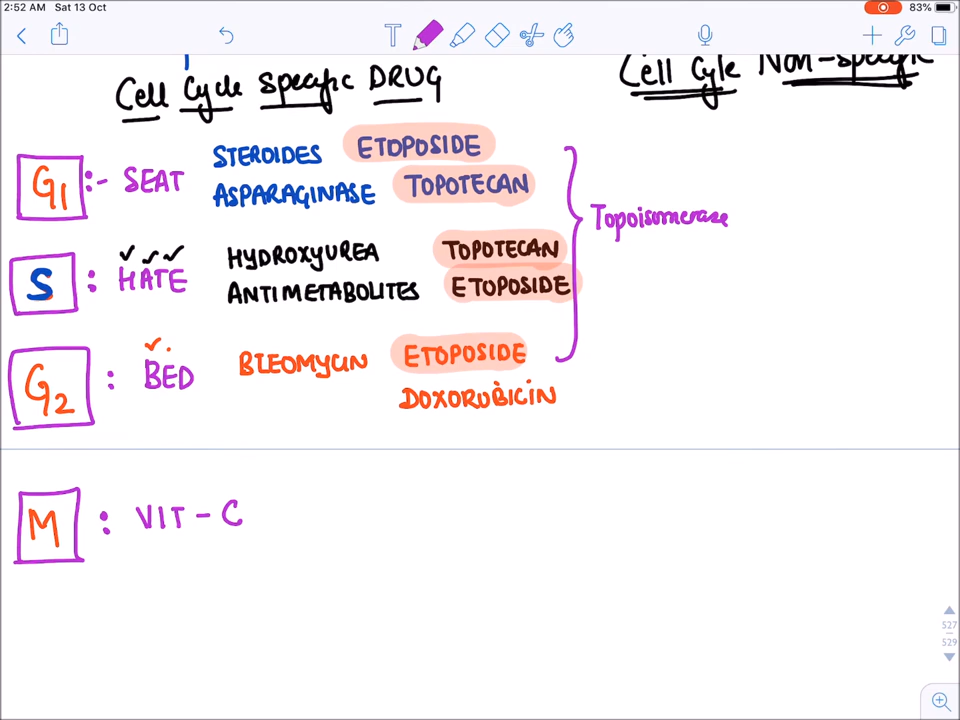 2:52 AM Sat 13 Oct
83%
T
Cell Cycle Specific DRUG
Cell Cyle Non-Specific
G1 :- SEAT STEROIDES ETOPOSIDE
ASPARAGINASE TOPOTECAN
Topoisomerase
S : HATE HYDROXYUREA TOPOTECAN
ANTIMETABOLITES ETOPOSIDE
G2 : BED BLEOMYCIN ETOPOSIDE
DOXORUBICIN
M : VIT - C
527
529